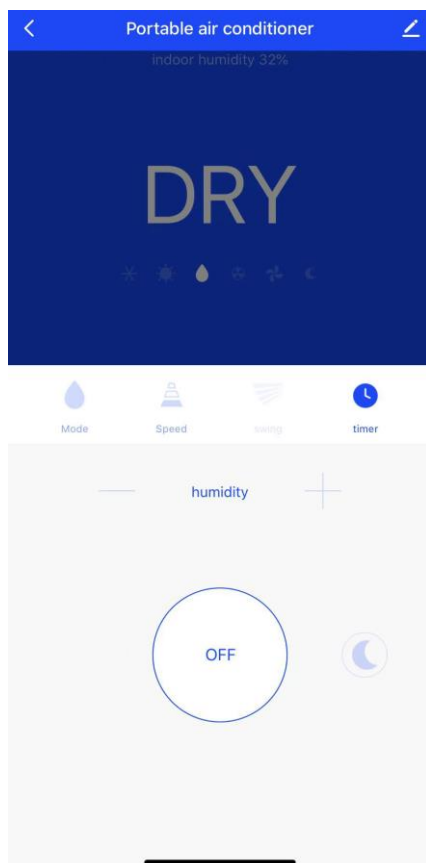 Portable air conditioner
indoor humidity 32%
DRY
Mode Speed swing timer
humidity
OFF